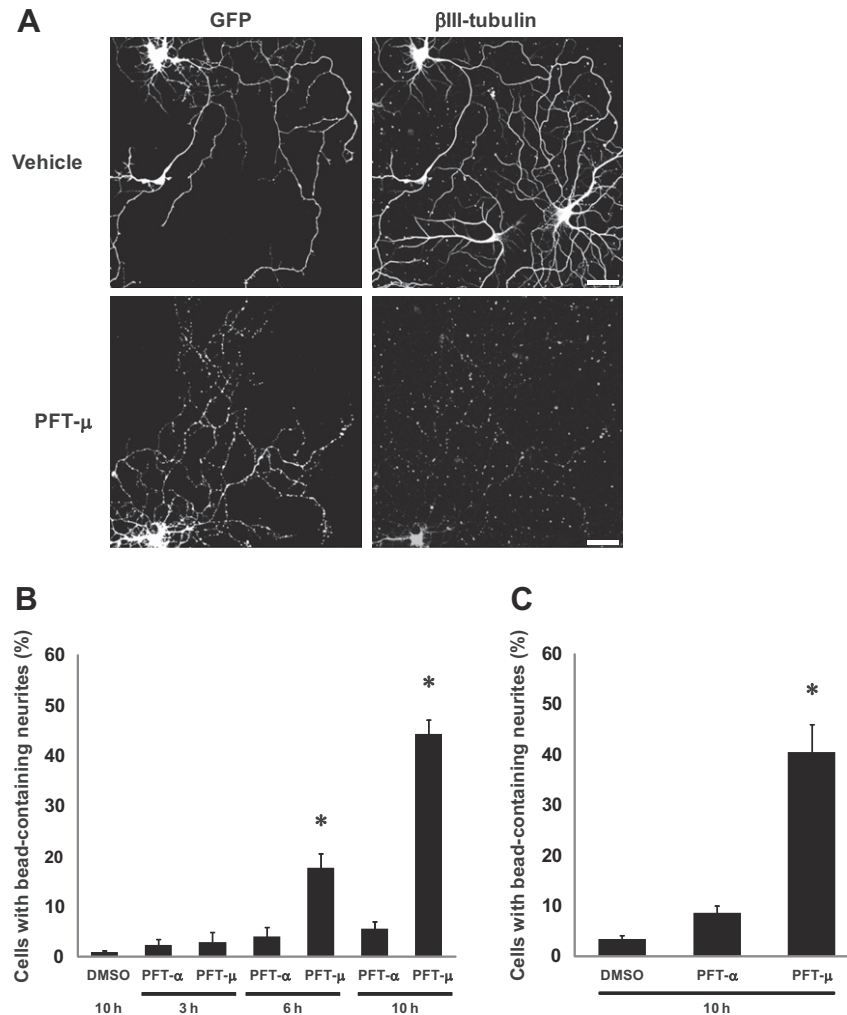 A
GFP
βIII-tubulin
Vehicle
PFT-μ
B
Cells with bead-containing neurites (%)
60
50
40
30
20
10
0
*
*
DMSO PFT-α PFT-μ PFT-α PFT-μ PFT-α PFT-μ
10 h 3 h 6 h 10 h
C
Cells with bead-containing neurites (%)
60
50
40
30
20
10
0
*
DMSO PFT-α PFT-μ
10 h